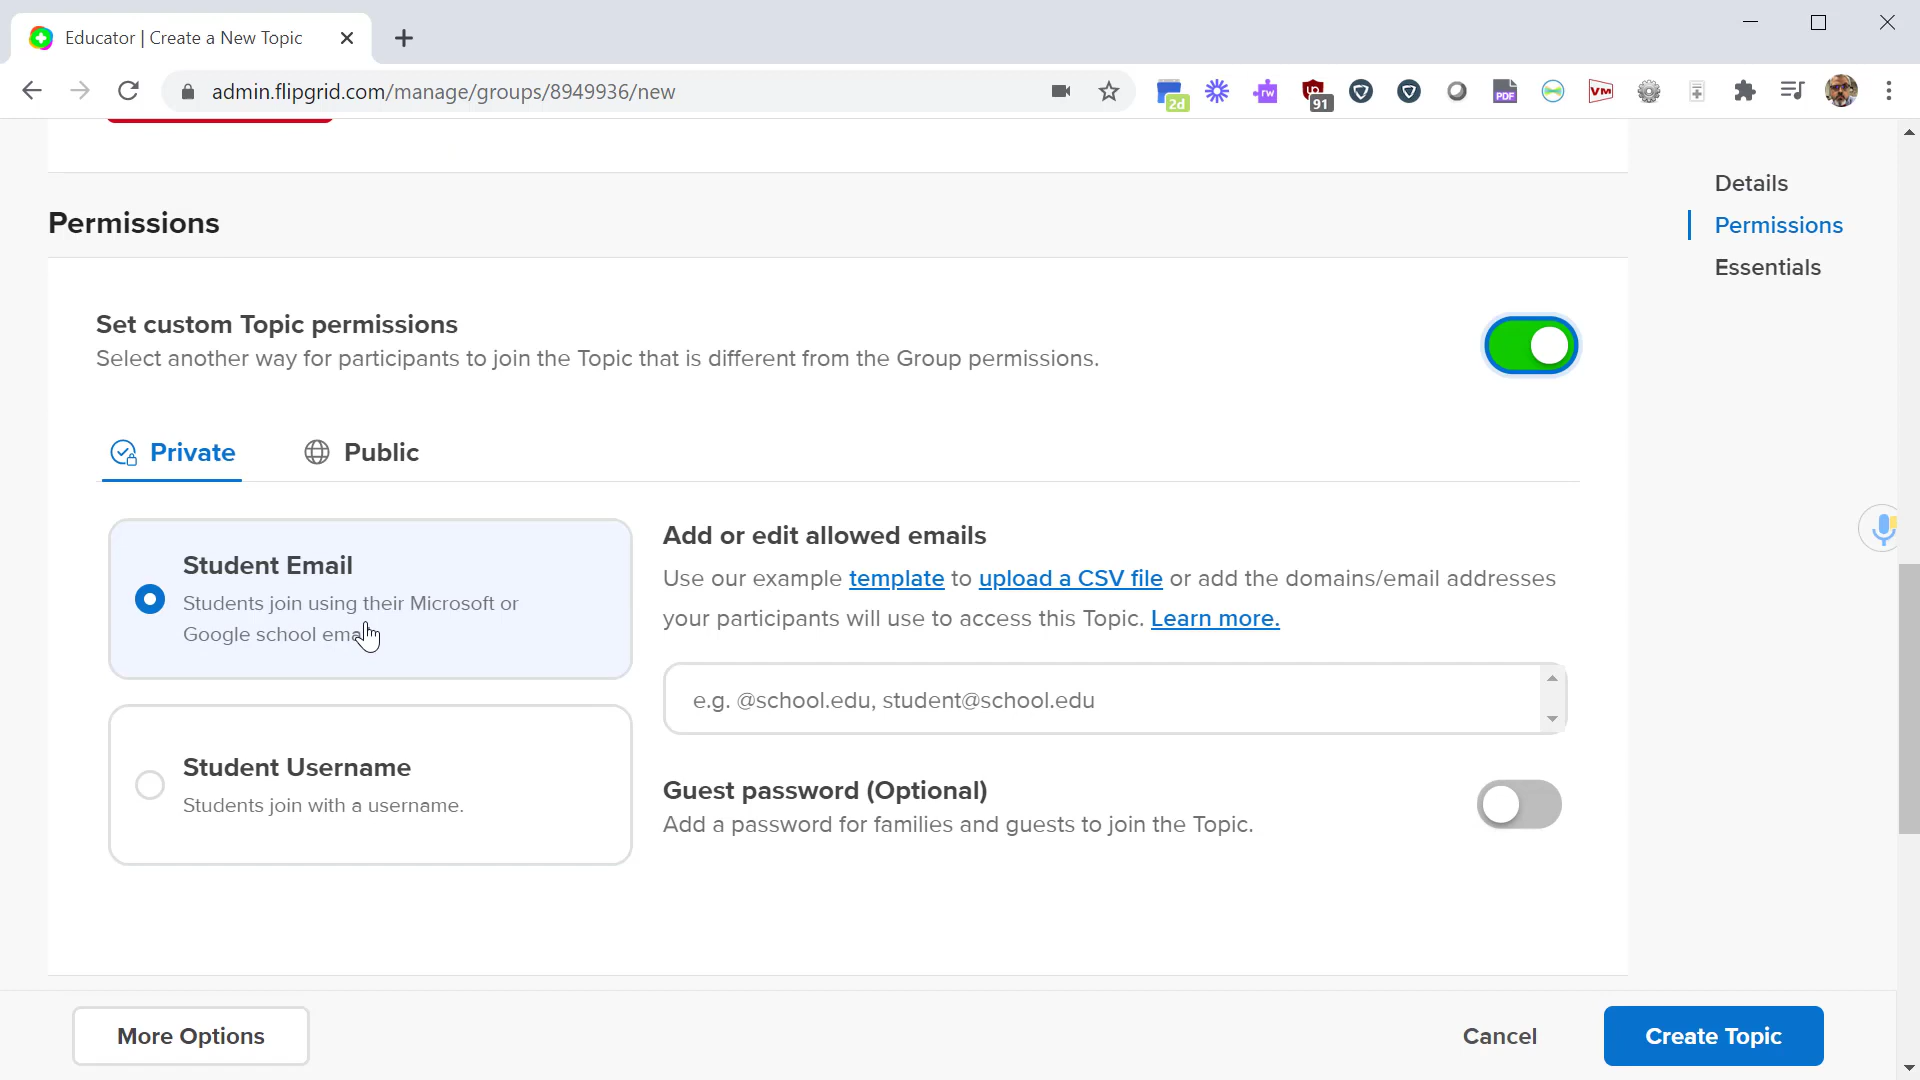 Educator | Create a New Topic
admin.flipgrid.com/manage/groups/8949936/new
2d
rw
91
PDF
VM
Details
Permissions
Essentials
Permissions
Set custom Topic permissions
Select another way for participants to join the Topic that is different from the Group permissions.
Private
Public
Student Email
Students join using their Microsoft or
Google school ema
Student Username
Students join with a username.
Add or edit allowed emails
Use our example template to upload a CSV file or add the domains/email addresses
your participants will use to access this Topic. Learn more.
e.g. @school.edu, student@school.edu
Guest password (Optional)
Add a password for families and guests to join the Topic.
More Options
Cancel
Create Topic